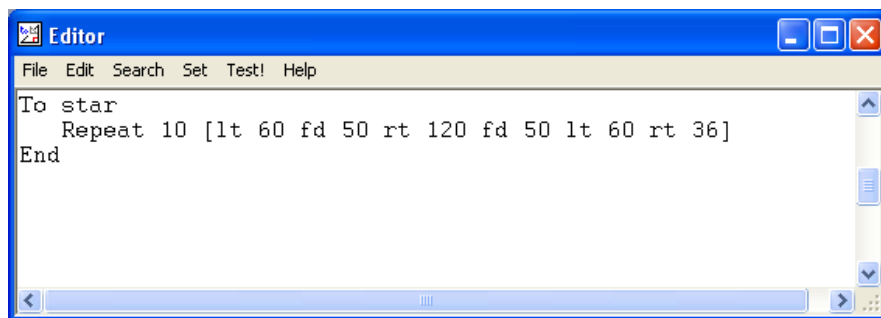 Editor
File Edit Search Set Test! Help
To star
Repeat 10 [lt 60 fd 50 rt 120 fd 50 lt 60 rt 36]
End